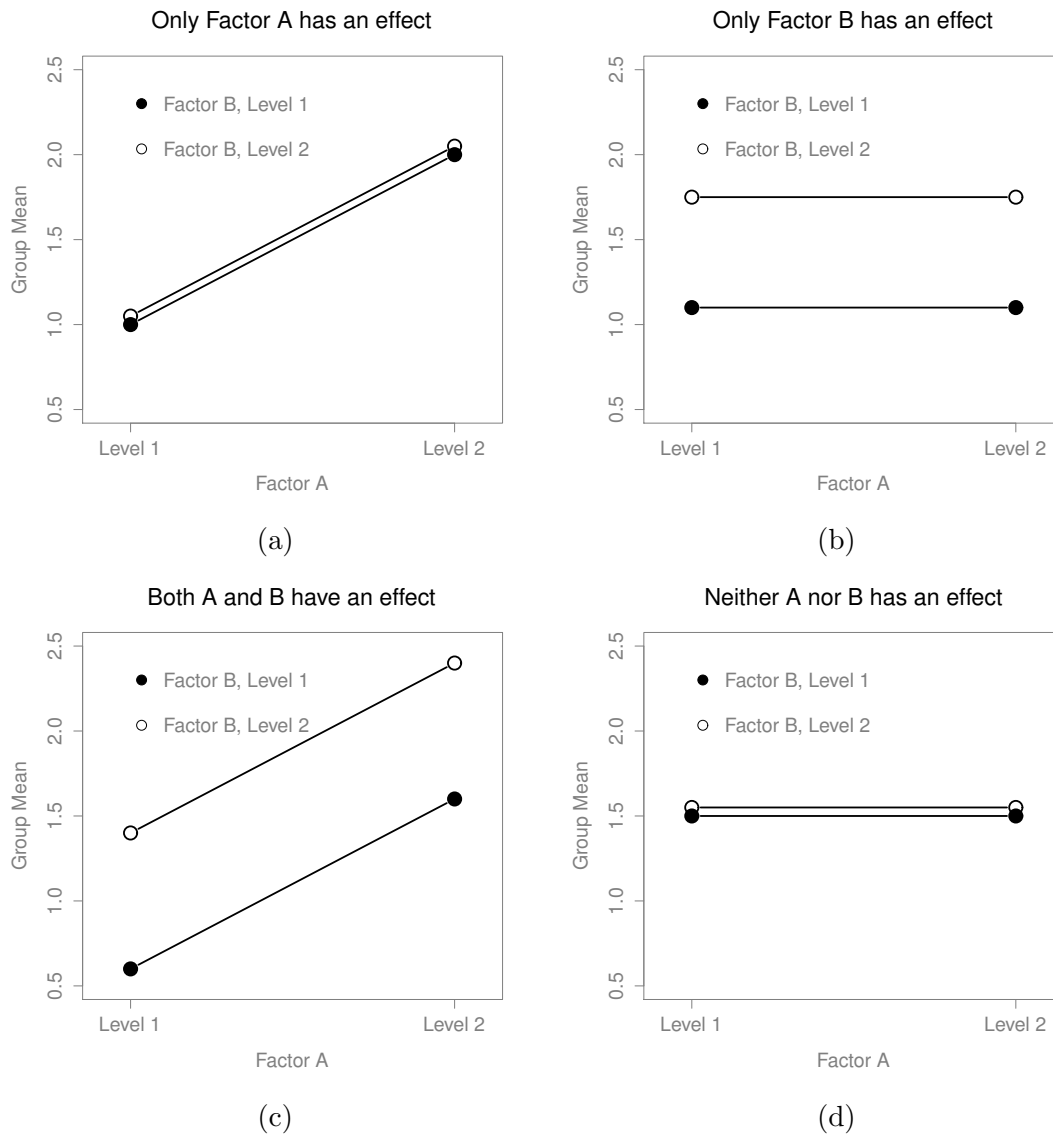 Only Factor A has an effect
2.5
Factor B, Level 1
Factor B, Level 2
2.0
Group Mean
1.5
1.0
0.5
Level 1 Level 2
Factor A
(a)
Only Factor B has an effect
2.5
Factor B, Level 1
Factor B, Level 2
2.0
Group Mean
1.5
1.0
0.5
Level 1 Level 2
Factor A
(b)
Both A and B have an effect
2.5
Factor B, Level 1
Factor B, Level 2
2.0
Group Mean
1.5
1.0
0.5
Level 1 Level 2
Factor A
(c)
Neither A nor B has an effect
2.5
Factor B, Level 1
Factor B, Level 2
2.0
Group Mean
1.5
1.0
0.5
Level 1 Level 2
Factor A
(d)